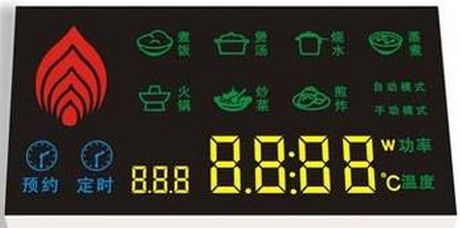 煮饭 煲汤 烧水 蒸煮
火锅 炒菜 煎炸 自动模式
手动模式
预约 定时 8.8.8 8.8:8.8 W功率
℃温度